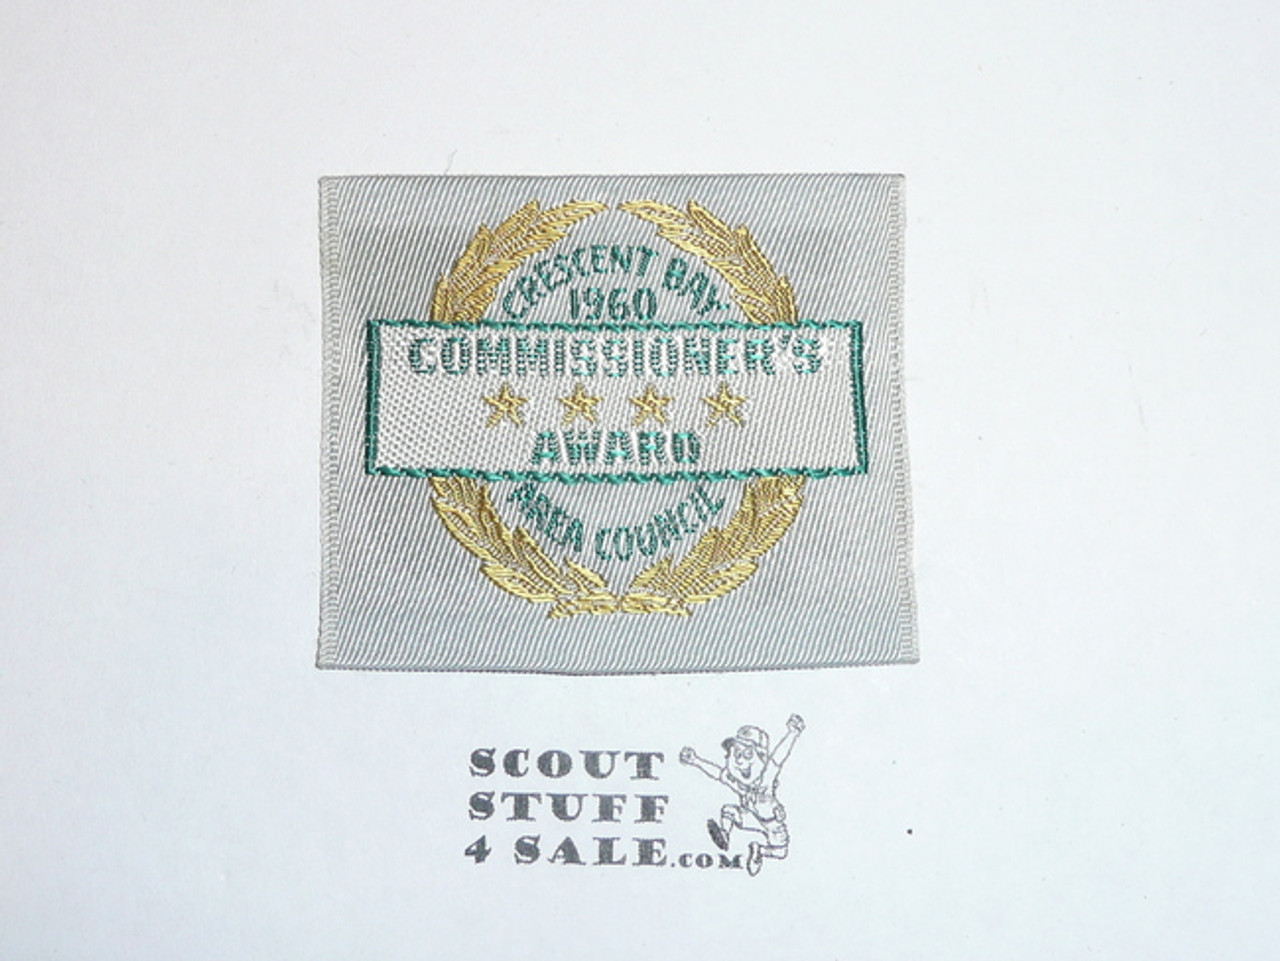 CRESCENT BAY
1960
COMMISSIONER'S
AWARD
AREA COUNCIL
SCOUT
STUFF
4 SALE.COM